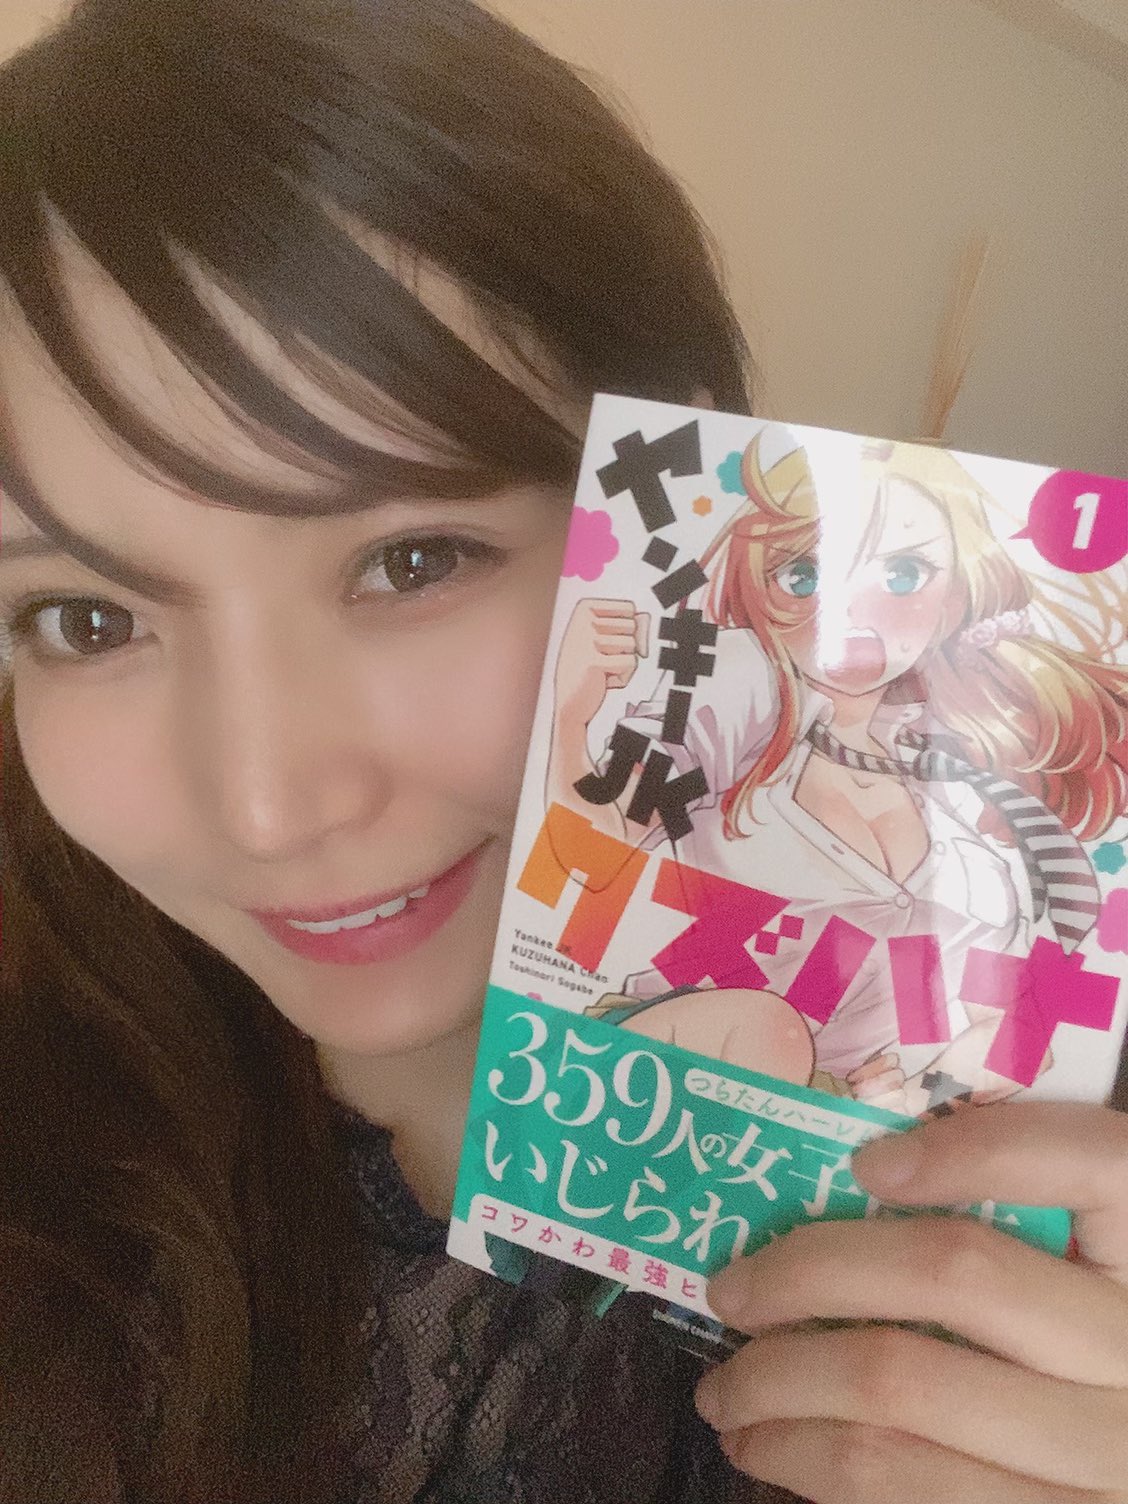 ヤンキーJK
クズハナ
1
Yankee JK
KUZUHANA Chan
Toshinori Sogabe
つらたんハーレ
359人の女子
いじられ
コワかわ最強ヒ